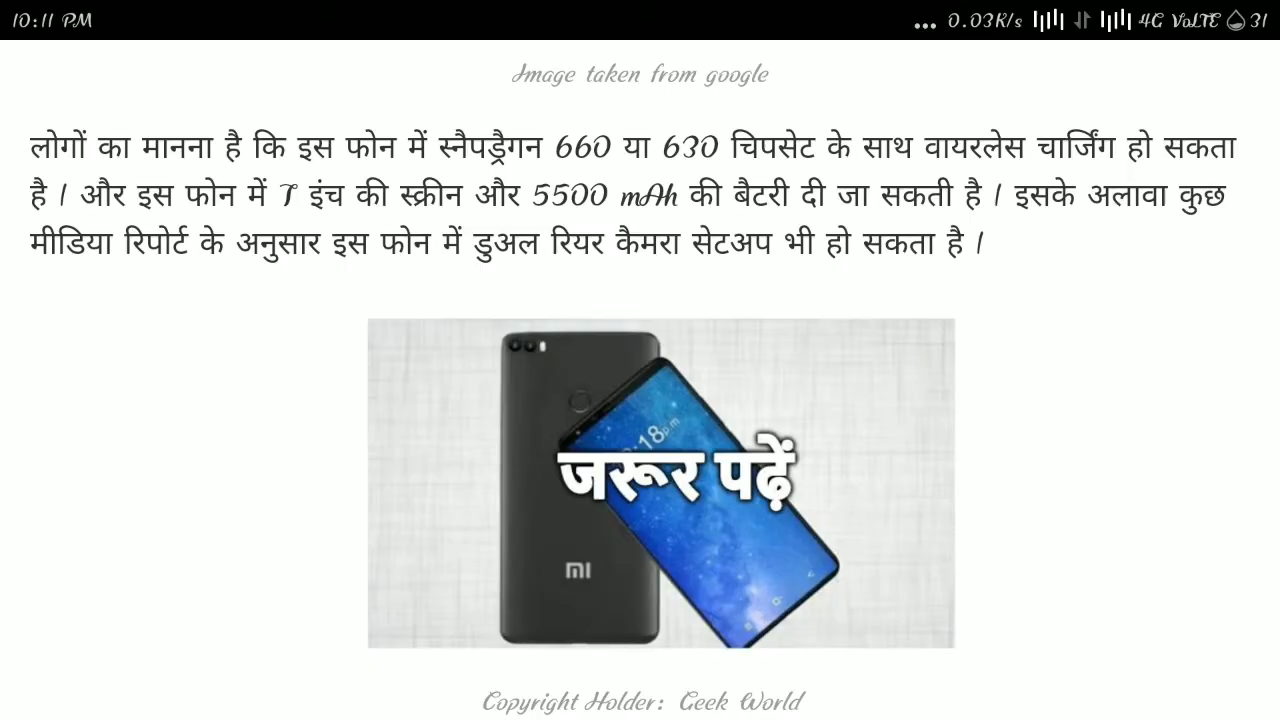 10:11 PM
... 0.03K/s 4G VoLTE 31
Image taken from google
लोगों का मानना है कि इस फोन में स्नैपड्रैगन 660 या 630 चिपसेट के साथ वायरलेस चार्जिंग हो सकता
है । और इस फोन में 7 इंच की स्क्रीन और 5500 mAh की बैटरी दी जा सकती है । इसके अलावा कुछ
मीडिया रिपोर्ट के अनुसार इस फोन में डुअल रियर कैमरा सेटअप भी हो सकता है ।
18 p.m
जरूर पढ़ें
MI
Copyright Holder: Geek World